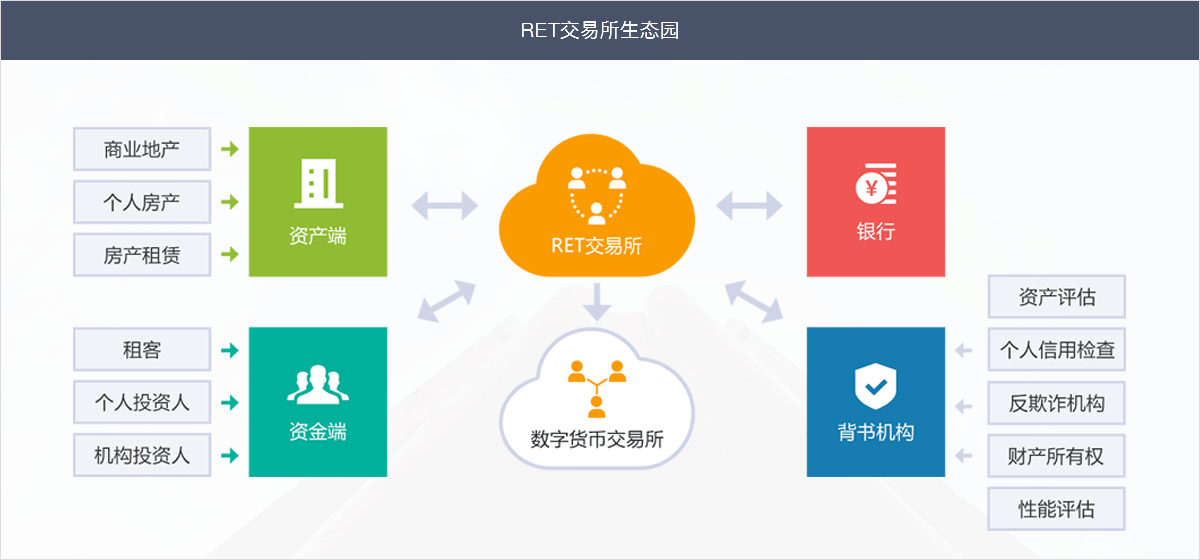 RET交易所生态园
商业地产
个人房产
房产租赁
资产端
RET交易所
¥
银行
租客
个人投资人
机构投资人
资金端
数字货币交易所
背书机构
资产评估
个人信用检查
反欺诈机构
财产所有权
性能评估